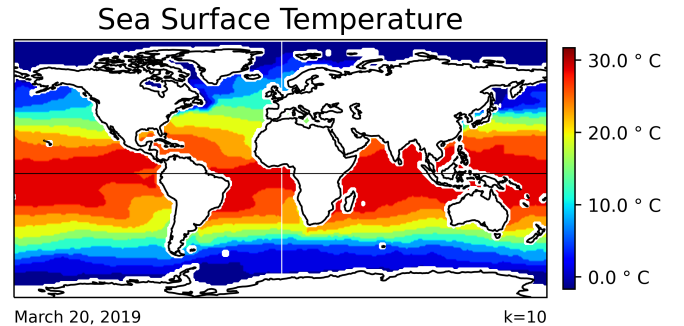 Sea Surface Temperature
30.0 ° C
20.0 ° C
10.0 ° C
0.0 ° C
March 20, 2019
k=10